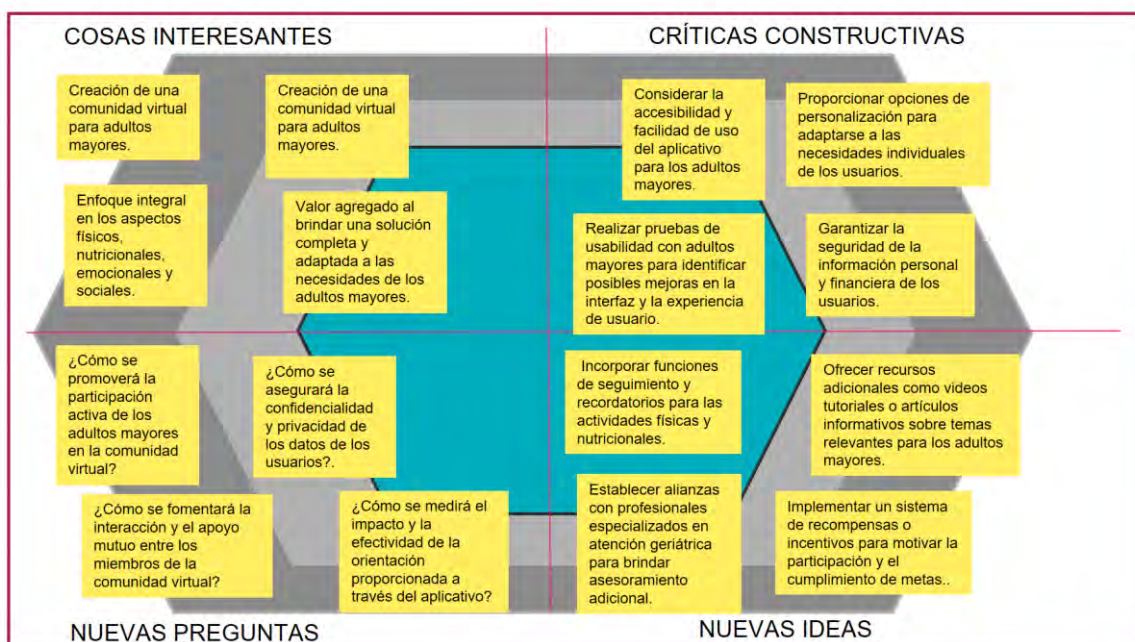 COSAS INTERESANTES
Creación de una
comunidad virtual
para adultos
mayores.
Creación de una
comunidad virtual
para adultos
mayores.
Enfoque integral
en los aspectos
físicos,
nutricionales,
emocionales y
sociales.
Valor agregado al
brindar una solución
completa y
adaptada a las
necesidades de los
adultos mayores.
CRÍTICAS CONSTRUCTIVAS
Considerar la
accesibilidad y
facilidad de uso
del aplicativo
para los adultos
mayores.
Proporcionar opciones de
personalización para
adaptarse a las
necesidades individuales
de los usuarios.
Realizar pruebas de
usabilidad con adultos
mayores para identificar
posibles mejoras en la
interfaz y la experiencia
de usuario.
Garantizar la
seguridad de la
información personal
y financiera de los
usuarios.
¿Cómo se
promoverá la
participación
activa de los
adultos mayores
en la comunidad
virtual?
¿Cómo se
asegurará la
confidencialidad
y privacidad de
los datos de los
usuarios?.
¿Cómo se fomentará la
interacción y el apoyo
mutuo entre los
miembros de la
comunidad virtual?
¿Cómo se medirá el
impacto y la
efectividad de la
orientación
proporcionada a
través del aplicativo?
NUEVAS PREGUNTAS
Incorporar funciones
de seguimiento y
recordatorios para las
actividades físicas y
nutricionales.
Ofrecer recursos
adicionales como videos
tutoriales o artículos
informativos sobre temas
relevantes para los adultos
mayores.
Establecer alianzas
con profesionales
especializados en
atención geriátrica
para brindar
asesoramiento
adicional.
Implementar un sistema
de recompensas o
incentivos para motivar la
participación y el
cumplimiento de metas..
NUEVAS IDEAS